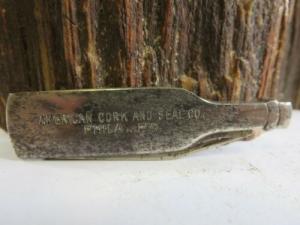 AMERICAN CORK AND SEAL CO.
PHILA., PA.